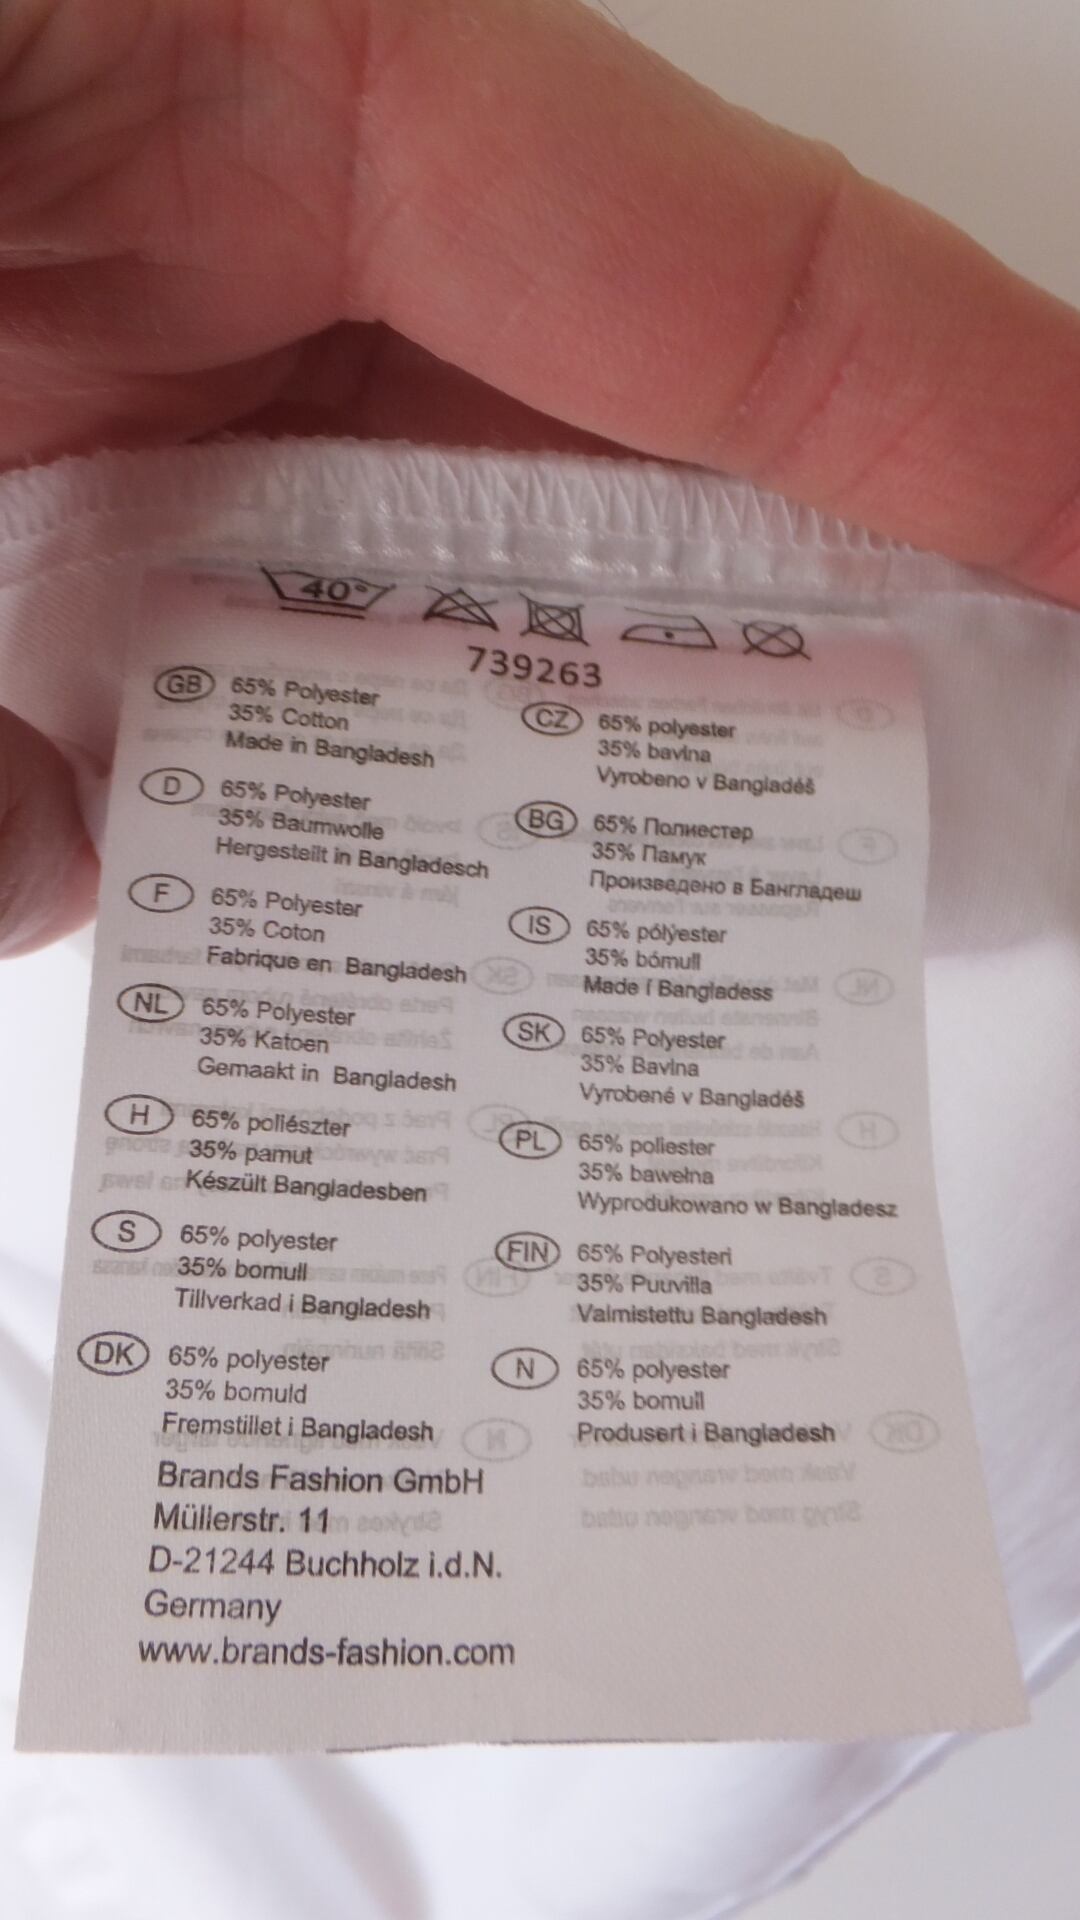 40°
739263
GB 65% Polyester
35% Cotton
Made in Bangladesh
D 65% Polyester
35% Baumwolle
Hergestellt in Bangladesch
F 65% Polyester
35% Coton
Fabrique en Bangladesh
NL 65% Polyester
35% Katoen
Gemaakt in Bangladesh
H 65% poliészter
35% pamut
Készült Bangladesben
S 65% polyester
35% bomull
Tillverkad i Bangladesh
DK 65% polyester
35% bomuld
Fremstillet i Bangladesh
CZ 65% polyester
35% bavlna
Vyrobeno v Bangladéš
BG 65% Полиестер
35% Памук
Произведено в Бангладеш
IS 65% pólýester
35% bómull
Made í Bangladess
SK 65% Polyester
35% Bavlna
Vyrobené v Bangladéš
PL 65% poliester
35% bawełna
Wyprodukowano w Bangladesz
FIN 65% Polyesteri
35% Puuvilla
Valmistettu Bangladesh
N 65% polyester
35% bomull
Produsert i Bangladesh
Brands Fashion GmbH
Müllerstr. 11
D-21244 Buchholz i.d.N.
Germany
www.brands-fashion.com